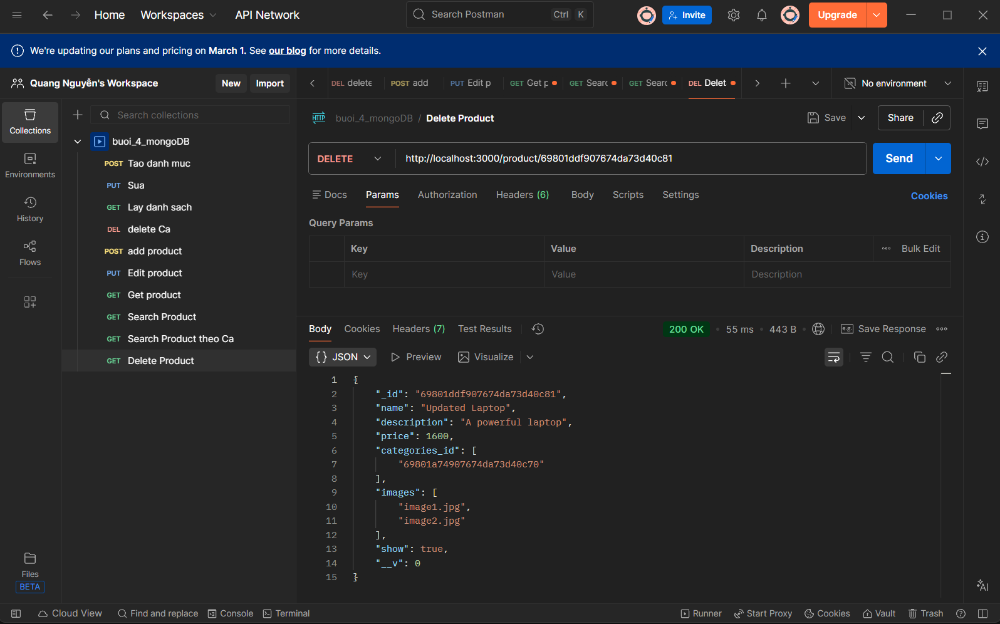 Home Workspaces API Network Search Postman Ctrl K Invite Upgrade
We're updating our plans and pricing on March 1. See our blog for more details.
Quang Nguyễn's Workspace New Import
DEL delete POST add PUT Edit p GET Get p GET Searc GET Searc DEL Delet No environment
Collections
Environments
History
Flows
Files
BETA
Search collections
buoi_4_mongoDB
POST Tao danh muc
PUT Sua
GET Lay danh sach
DEL delete Ca
POST add product
PUT Edit product
GET Get product
GET Search Product
GET Search Product theo Ca
GET Delete Product
HTTP buoi_4_mongoDB / Delete Product Save Share
DELETE http://localhost:3000/product/69801ddf907674da73d40c81 Send
Docs Params Authorization Headers (6) Body Scripts Settings Cookies
Query Params
Key Value Description Bulk Edit
Key Value Description
Body Cookies Headers (7) Test Results 200 OK 55 ms 443 B e.g. Save Response
{} JSON Preview Visualize
1 {
2 "_id": "69801ddf907674da73d40c81",
3 "name": "Updated Laptop",
4 "description": "A powerful laptop",
5 "price": 1600,
6 "categories_id": [
7 "69801a74907674da73d40c70"
8 ],
9 "images": [
10 "image1.jpg",
11 "image2.jpg"
12 ],
13 "show": true,
14 "__v": 0
15 }
AI
Cloud View Find and replace Console Terminal Runner Start Proxy Cookies Vault Trash